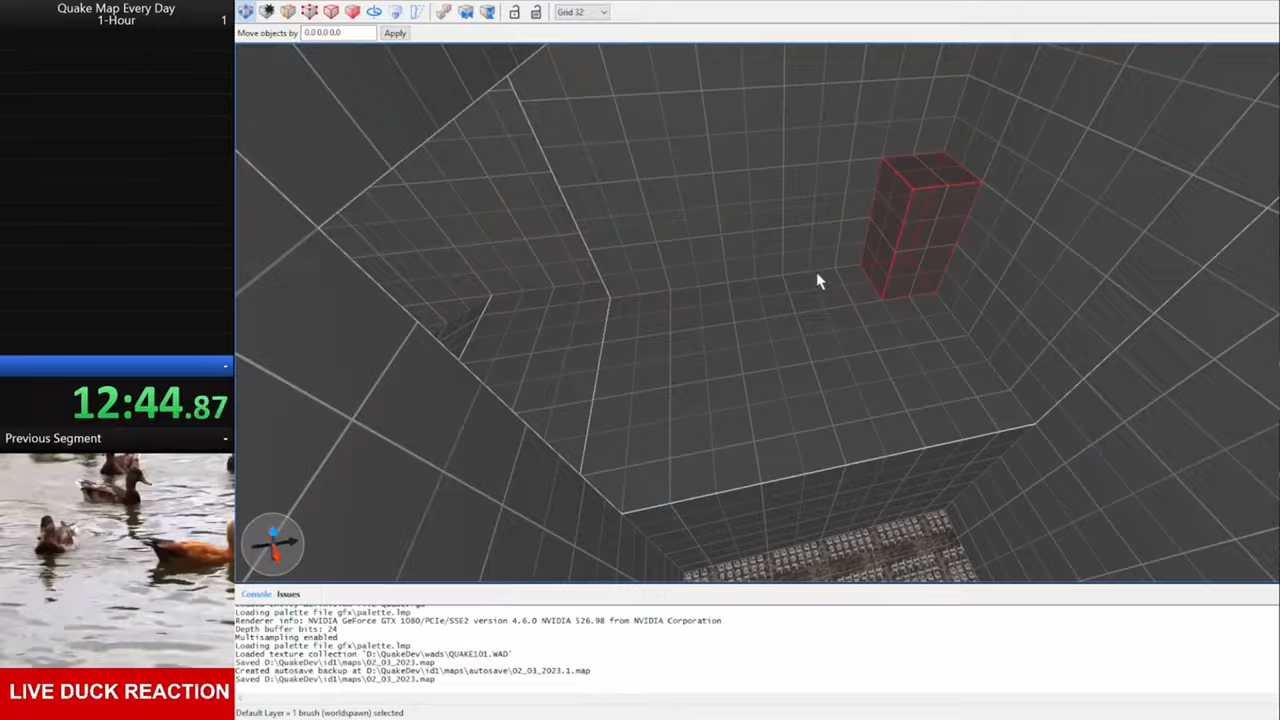 Quake Map Every Day
1-Hour
1
Grid 32
Move objects by
0.0 0.0 0.0
Apply
-
12:44.87
Previous Segment
-
LIVE DUCK REACTION
Console
Issues
Loading palette file gfx\palette.lmp
Renderer info: NVIDIA GeForce GTX 1080/PCIe/SSE2 version 4.6.0 NVIDIA 526.98 from NVIDIA Corporation
Depth buffer bits: 24
Multisampling enabled
Loading palette file gfx\palette.lmp
Loaded texture collection 'D:\QuakeDev\wads\QUAKE101.WAD'
Saved D:\QuakeDev\id1\maps\02_03_2023.map
Created autosave backup at D:\QuakeDev\id1\maps\autosave\02_03_2023.1.map
Saved D:\QuakeDev\id1\maps\02_03_2023.map
Default Layer » 1 brush (worldspawn) selected